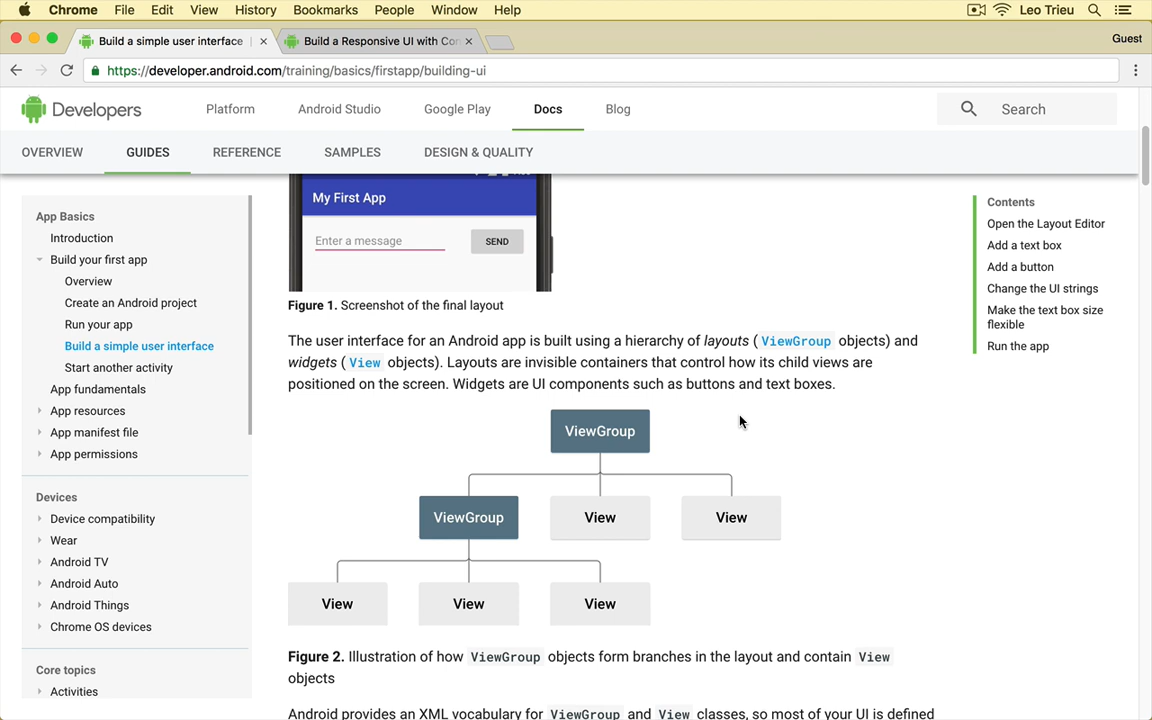 Chrome File Edit View History Bookmarks People Window Help Leo Trieu
Build a simple user interface Build a Responsive UI with Con Guest
https://developer.android.com/training/basics/firstapp/building-ui
Developers Platform Android Studio Google Play Docs Blog Search
OVERVIEW GUIDES REFERENCE SAMPLES DESIGN & QUALITY
App Basics
Introduction
Build your first app
Overview
Create an Android project
Run your app
Build a simple user interface
Start another activity
App fundamentals
App resources
App manifest file
App permissions
Devices
Device compatibility
Wear
Android TV
Android Auto
Android Things
Chrome OS devices
Core topics
Activities
My First App
Enter a message SEND
Figure 1. Screenshot of the final layout
The user interface for an Android app is built using a hierarchy of layouts ( ViewGroup objects) and
widgets ( View objects). Layouts are invisible containers that control how its child views are
positioned on the screen. Widgets are UI components such as buttons and text boxes.
ViewGroup
ViewGroup View View
View View View
Figure 2. Illustration of how ViewGroup objects form branches in the layout and contain View
objects
Android provides an XML vocabulary for ViewGroup and View classes, so most of your UI is defined
Contents
Open the Layout Editor
Add a text box
Add a button
Change the UI strings
Make the text box size
flexible
Run the app